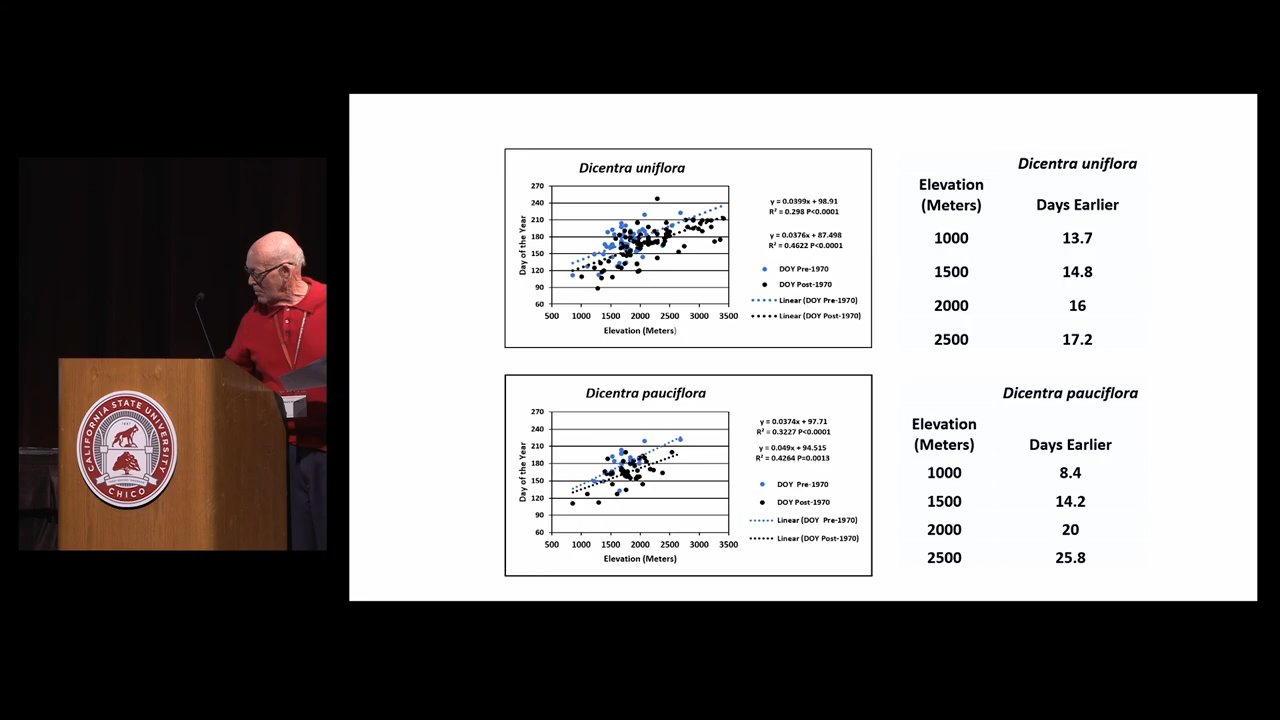 Dicentra uniflora
270
240
210
180
150
120
90
60
Day of the Year
500 1000 1500 2000 2500 3000 3500
Elevation (Meters)
y = 0.0399x + 98.91
R² = 0.298 P<0.0001
y = 0.0376x + 87.498
R² = 0.4622 P<0.0001
DOY Pre-1970
DOY Post-1970
Linear (DOY Pre-1970)
Linear (DOY Post-1970)
Dicentra uniflora
Elevation
(Meters)
Days Earlier
1000 13.7
1500 14.8
2000 16
2500 17.2
Dicentra pauciflora
270
240
210
180
150
120
90
60
Day of the Year
500 1000 1500 2000 2500 3000 3500
Elevation (Meters)
y = 0.0374x + 97.71
R² = 0.3227 P<0.0001
y = 0.049x + 94.515
R² = 0.4264 P=0.0013
DOY Pre-1970
DOY Post-1970
Linear (DOY Pre-1970)
Linear (DOY Post-1970)
Dicentra pauciflora
Elevation
(Meters)
Days Earlier
1000 8.4
1500 14.2
2000 20
2500 25.8
CALIFORNIA STATE UNIVERSITY
CHICO